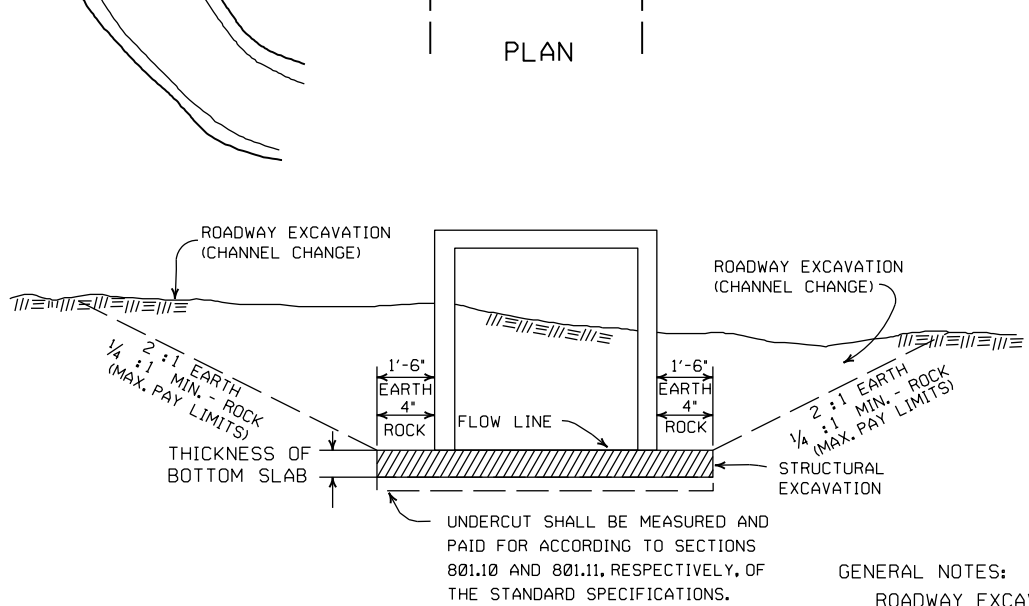 PLAN
ROADWAY EXCAVATION
(CHANNEL CHANGE)
ROADWAY EXCAVATION
(CHANNEL CHANGE)
2 :1 EARTH
¼ :1 MIN. - ROCK
(MAX. PAY LIMITS)
1'-6"
EARTH
4"
ROCK
FLOW LINE
1'-6"
EARTH
4"
ROCK
2 :1 EARTH
¼ :1 MIN. - ROCK
(MAX. PAY LIMITS)
THICKNESS OF
BOTTOM SLAB
STRUCTURAL
EXCAVATION
UNDERCUT SHALL BE MEASURED AND
PAID FOR ACCORDING TO SECTIONS
801.10 AND 801.11, RESPECTIVELY, OF
THE STANDARD SPECIFICATIONS.
GENERAL NOTES:
ROADWAY EXCAV